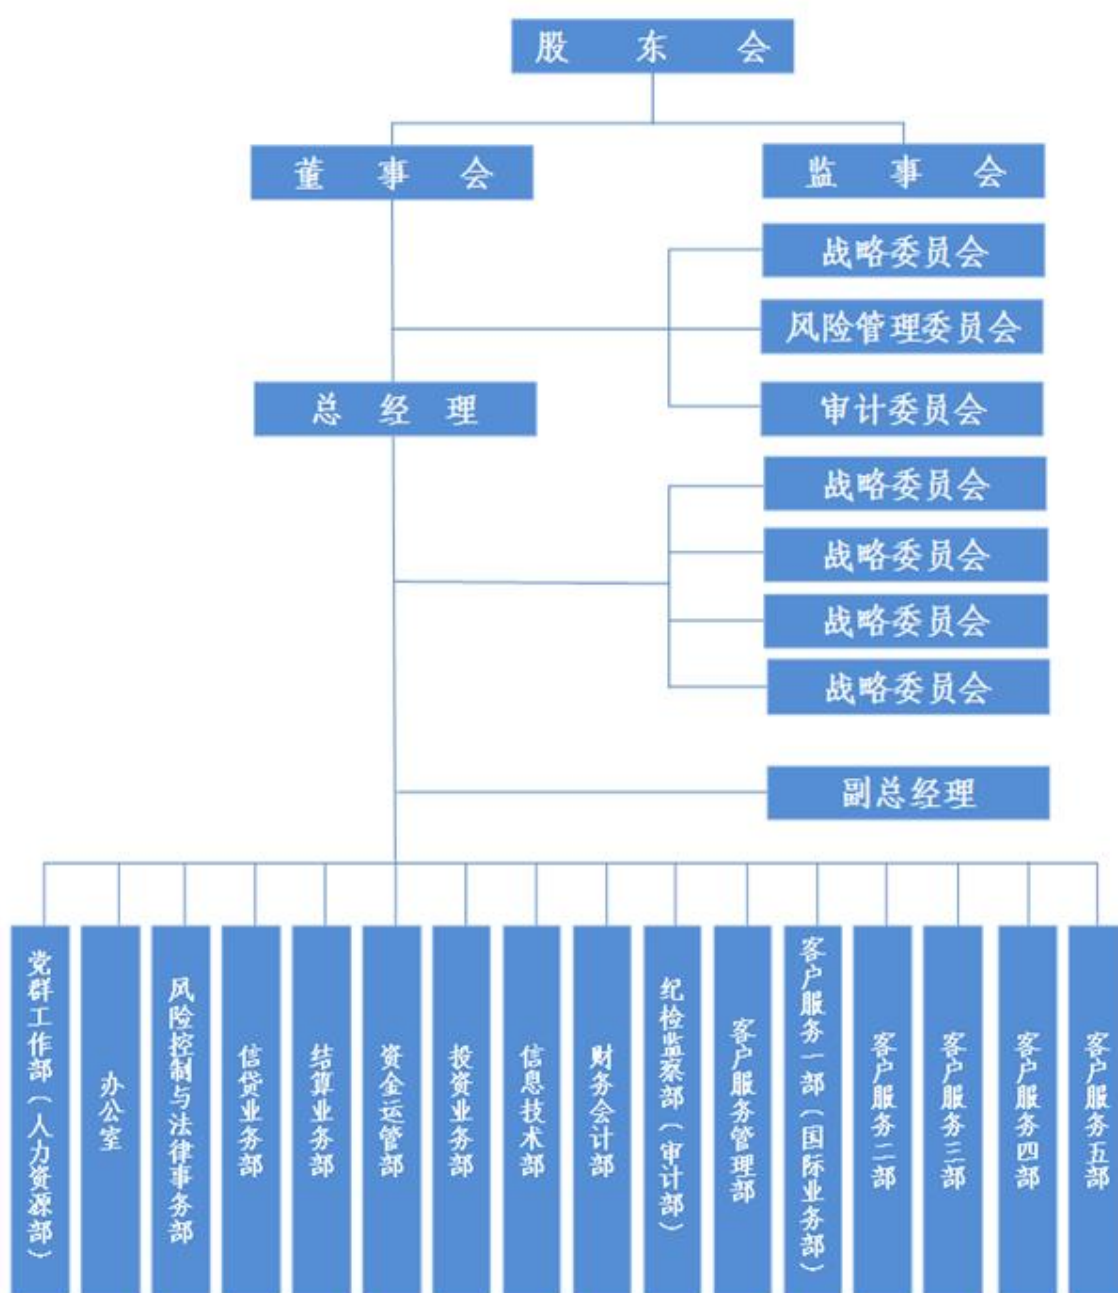 股东会
董事会
监事会
战略委员会
风险管理委员会
总经理
审计委员会
战略委员会
战略委员会
战略委员会
战略委员会
副总经理
党群工作部（人力资源部）
办公室
风险控制与法律事务部
信贷业务部
结算业务部
资金运管部
投资业务部
信息技术部
财务会计部
纪检监察部（审计部）
客户服务管理部
客户服务一部（国际业务部）
客户服务二部
客户服务三部
客户服务四部
客户服务五部